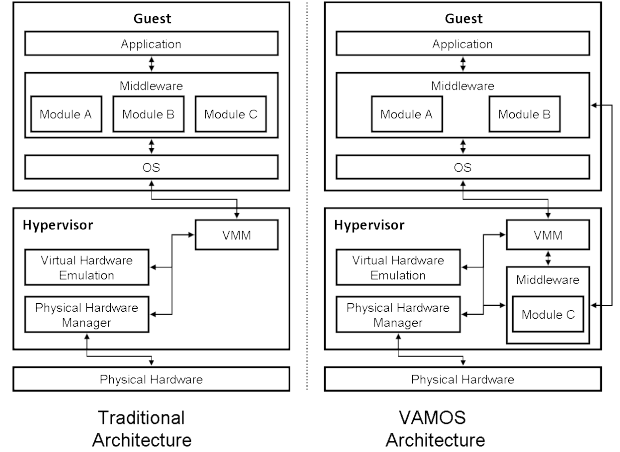 Guest
Application
Middleware
Module A
Module B
Module C
OS
Hypervisor
VMM
Virtual Hardware
Emulation
Physical Hardware
Manager
Physical Hardware
Traditional
Architecture
Guest
Application
Middleware
Module A
Module B
OS
Hypervisor
VMM
Virtual Hardware
Emulation
Middleware
Physical Hardware
Manager
Module C
Physical Hardware
VAMOS
Architecture